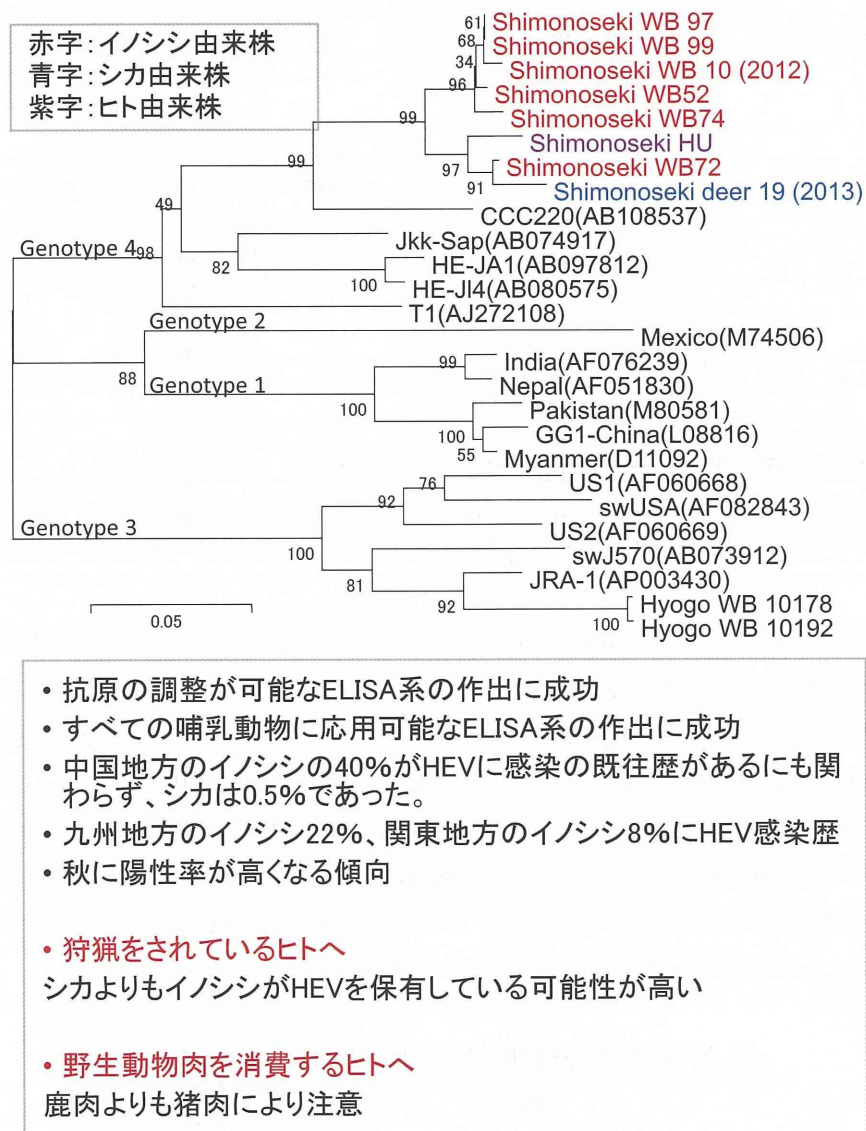 赤字：イノシシ由来株
青字：シカ由来株
紫字：ヒト由来株
61
Shimonoseki WB 97
68
Shimonoseki WB 99
34
Shimonoseki WB 10 (2012)
96
Shimonoseki WB52
Shimonoseki WB74
99
Shimonoseki HU
97
Shimonoseki WB72
91
Shimonoseki deer 19 (2013)
99
CCC220(AB108537)
49
Jkk-Sap(AB074917)
82
HE-JA1(AB097812)
100
HE-JI4(AB080575)
Genotype 4
98
T1(AJ272108)
Genotype 2
Mexico(M74506)
88
Genotype 1
99
India(AF076239)
Nepal(AF051830)
100
Pakistan(M80581)
100
GG1-China(L08816)
55
Myanmer(D11092)
76
US1(AF060668)
92
swUSA(AF082843)
US2(AF060669)
Genotype 3
100
swJ570(AB073912)
81
JRA-1(AP003430)
92
Hyogo WB 10178
100
Hyogo WB 10192
0.05
・抗原の調整が可能なELISA系の作出に成功
・すべての哺乳動物に応用可能なELISA系の作出に成功
・中国地方のイノシシの40%がHEVに感染の既往歴があるにも関
わらず、シカは0.5%であった。
・九州地方のイノシシ22%、関東地方のイノシシ8%にHEV感染歴
・秋に陽性率が高くなる傾向
・狩猟をされているヒトへ
シカよりもイノシシがHEVを保有している可能性が高い
・野生動物肉を消費するヒトへ
鹿肉よりも猪肉により注意